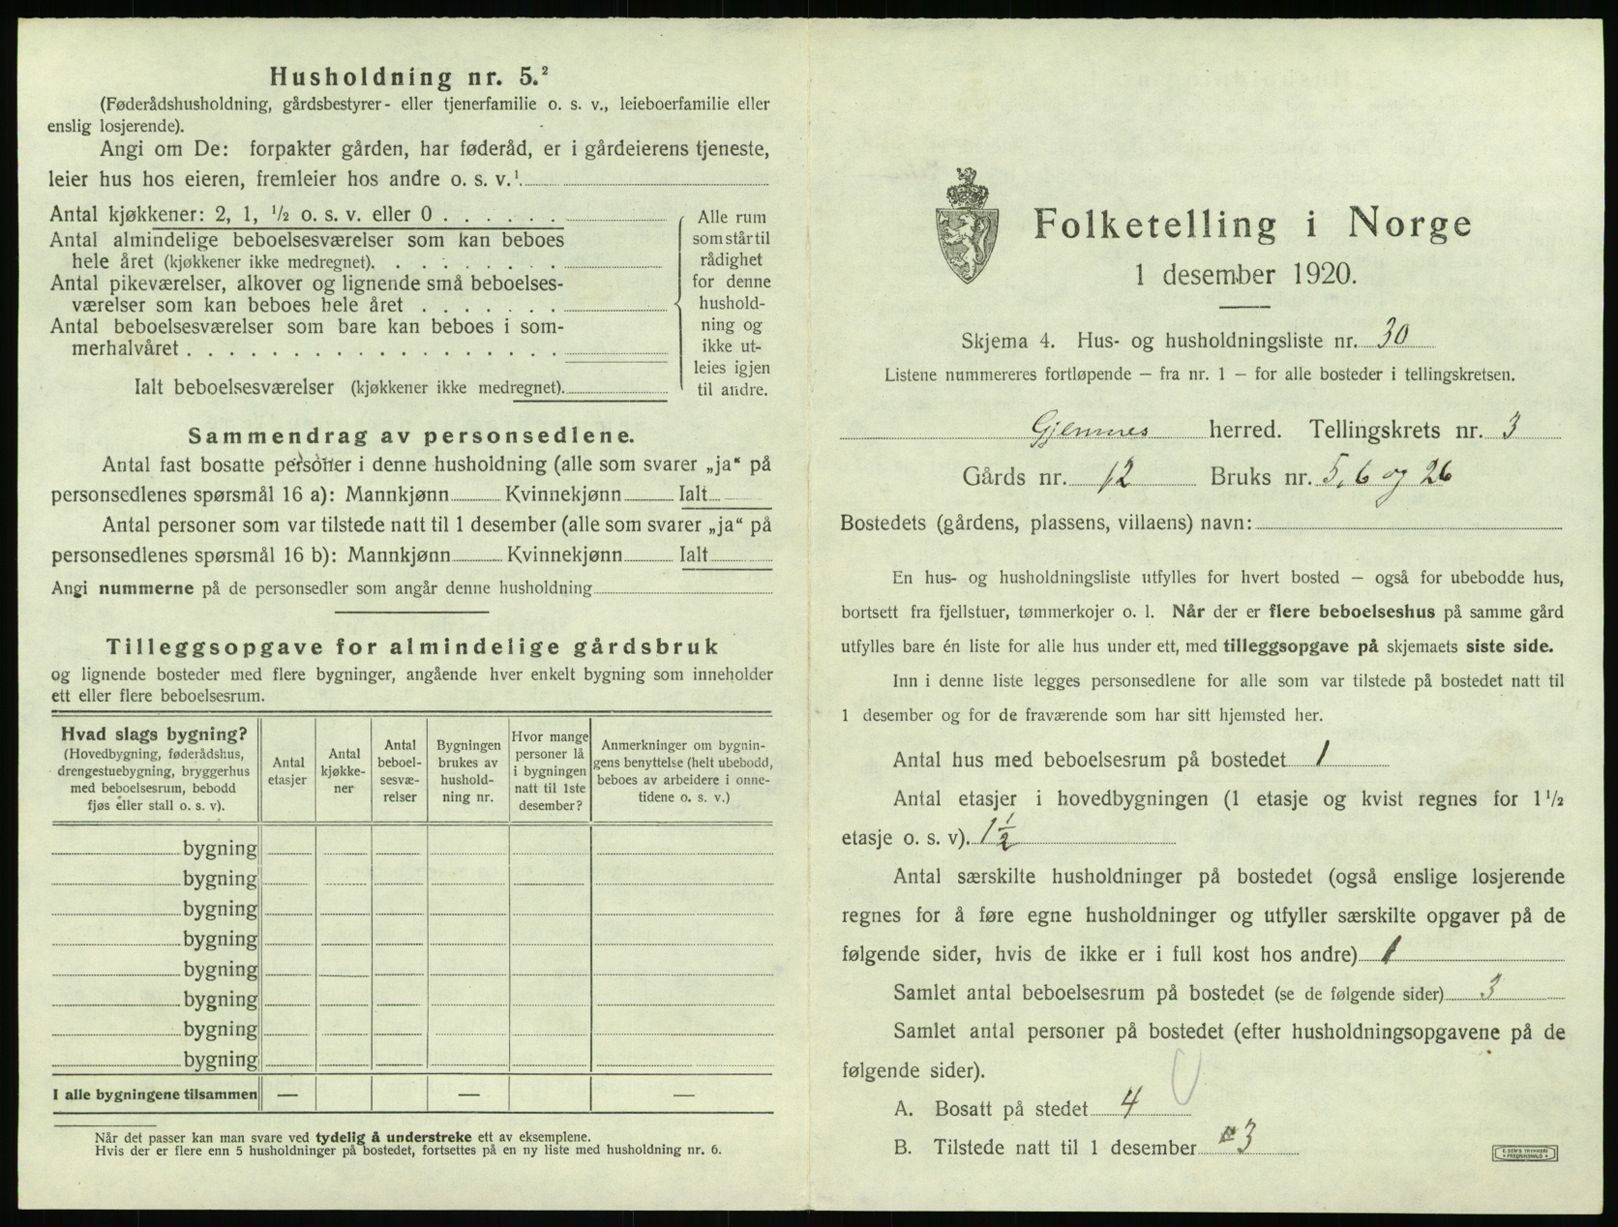 Husholdning nr. 5.²
(Føderådshusholdning, gårdsbestyrer- eller tjenerfamilie o. s. v., leieboerfamilie eller
enslig losjerende).
Angi om De: forpakter gården, har føderåd, er i gårdeierens tjeneste,
leier hus hos eieren, fremleier hos andre o. s. v.¹
Antal kjøkkener: 2, 1, ½ o. s. v. eller 0 . . . . . .
Antal almindelige beboelsesværelser som kan beboes
hele året (kjøkkener ikke medregnet). . . . . . . . .
Antal pikeværelser, alkover og lignende små beboelses-
værelser som kan beboes hele året . . . . . . .
Antal beboelsesværelser som bare kan beboes i som-
merhalvåret . . . . . . . . . . . . . . . . . .
Ialt beboelsesværelser (kjøkkener ikke medregnet).
Alle rum
som står til
rådighet
for denne
hushold-
ning og
ikke ut-
leies igjen
til andre.
Sammendrag av personsedlene.
Antal fast bosatte personer i denne husholdning (alle som svarer „ja“ på
personsedlenes spørsmål 16 a): Mannkjønn Kvinnekjønn Ialt
Antal personer som var tilstede natt til 1 desember (alle som svarer „ja“ på
personsedlenes spørsmål 16 b): Mannkjønn Kvinnekjønn Ialt
Angi nummerne på de personsedler som angår denne husholdning
Tilleggsopgave for almindelige gårdsbruk
og lignende bosteder med flere bygninger, angående hver enkelt bygning som inneholder
ett eller flere beboelsesrum.
Hvad slags bygning?
(Hovedbygning, føderådshus,
drengestuebygning, bryggerhus
med beboelsesrum, bebodd
fjøs eller stall o. s. v).
Antal
etasjer
Antal
kjøkke-
ner
Antal
beboel-
sesvæ-
relser
Bygningen
brukes av
hushold-
ning nr.
Hvor mange
personer lå
i bygningen
natt til 1ste
desember?
Anmerkninger om bygnin-
gens benyttelse (helt ubebodd,
beboes av arbeidere i onne-
tidene o. s. v.)
bygning
bygning
bygning
bygning
bygning
bygning
bygning
bygning
I alle bygningene tilsammen — — —
Når det passer kan man svare ved tydelig å understreke ett av eksemplene.
Hvis der er flere enn 5 husholdninger på bostedet, fortsettes på en ny liste med husholdning nr. 6.
Folketelling i Norge
1 desember 1920.
Skjema 4. Hus- og husholdningsliste nr. 30
Listene nummereres fortløpende – fra nr. 1 – for alle bosteder i tellingskretsen.
Gjemnes herred. Tellingskrets nr. 3
Gårds nr. 12 Bruks nr. 5, 6 og 26
Bostedets (gårdens, plassens, villaens) navn:
En hus- og husholdningsliste utfylles for hvert bosted – også for ubebodde hus,
bortsett fra fjellstuer, tømmerkojer o. l. Når der er flere beboelseshus på samme gård
utfylles bare én liste for alle hus under ett, med tilleggsopgave på skjemaets siste side.
Inn i denne liste legges personsedlene for alle som var tilstede på bostedet natt til
1 desember og for de fraværende som har sitt hjemsted her.
Antal hus med beboelsesrum på bostedet 1
Antal etasjer i hovedbygningen (1 etasje og kvist regnes for 1½
etasje o. s. v). 1½
Antal særskilte husholdninger på bostedet (også enslige losjerende
regnes for å føre egne husholdninger og utfyller særskilte opgaver på de
følgende sider, hvis de ikke er i full kost hos andre) 1
Samlet antal beboelsesrum på bostedet (se de følgende sider) 3
Samlet antal personer på bostedet (efter husholdningsopgavene på de
følgende sider).
A. Bosatt på stedet 4
B. Tilstede natt til 1 desember 3